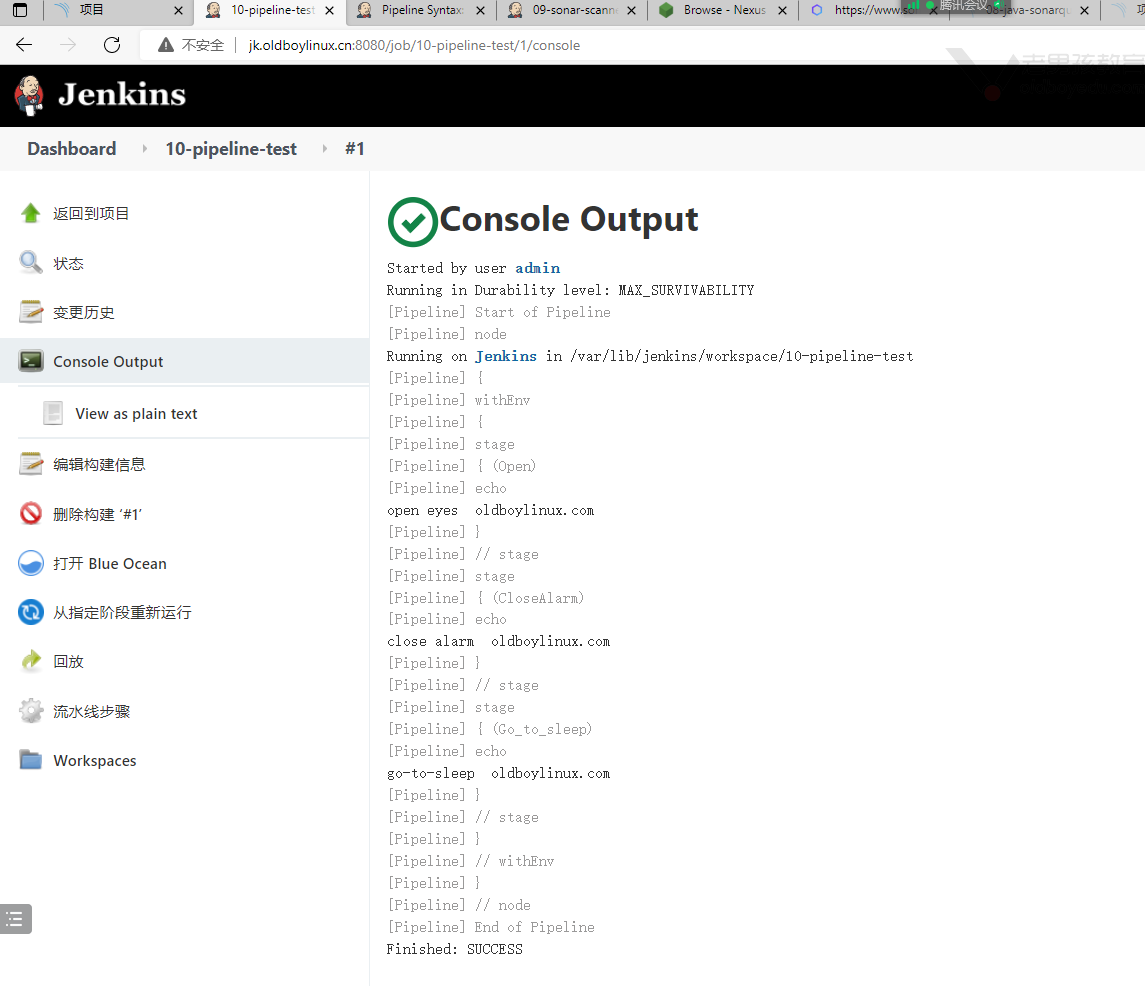 项目
10-pipeline-test
Pipeline Syntax:
09-sonar-scann
Browse - Nexus
https://www.
腾讯会议
08-java-sonarqu
不安全
jk.oldboylinux.cn:8080/job/10-pipeline-test/1/console
Jenkins
Dashboard
10-pipeline-test
#1
返回到项目
状态
变更历史
Console Output
View as plain text
编辑构建信息
删除构建 ‘#1’
打开 Blue Ocean
从指定阶段重新运行
回放
流水线步骤
Workspaces
Console Output
Started by user admin
Running in Durability level: MAX_SURVIVABILITY
[Pipeline] Start of Pipeline
[Pipeline] node
Running on Jenkins in /var/lib/jenkins/workspace/10-pipeline-test
[Pipeline] {
[Pipeline] withEnv
[Pipeline] {
[Pipeline] stage
[Pipeline] { (Open)
[Pipeline] echo
open eyes  oldboylinux.com
[Pipeline] }
[Pipeline] // stage
[Pipeline] stage
[Pipeline] { (CloseAlarm)
[Pipeline] echo
close alarm  oldboylinux.com
[Pipeline] }
[Pipeline] // stage
[Pipeline] stage
[Pipeline] { (Go_to_sleep)
[Pipeline] echo
go-to-sleep  oldboylinux.com
[Pipeline] }
[Pipeline] // stage
[Pipeline] }
[Pipeline] // withEnv
[Pipeline] }
[Pipeline] // node
[Pipeline] End of Pipeline
Finished: SUCCESS